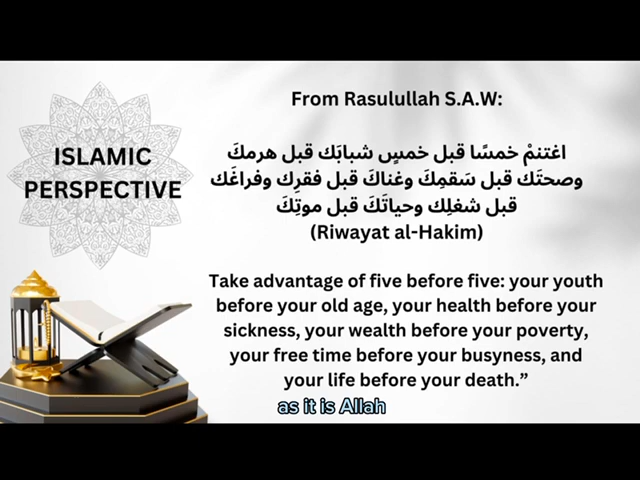 ISLAMIC
PERSPECTIVE
From Rasulullah S.A.W:
اغتنمْ خمسًا قبل خمسٍ شبابَك قبل هرمكَ
وصحتَك قبل سَقمِكَ وغناكَ قبل فقرِك وفراغَك
قبل شغلِك وحياتَكَ قبل موتِكَ
(Riwayat al-Hakim)
Take advantage of five before five: your youth
before your old age, your health before your
sickness, your wealth before your poverty,
your free time before your busyness, and
your life before your death.”
as it is Allah